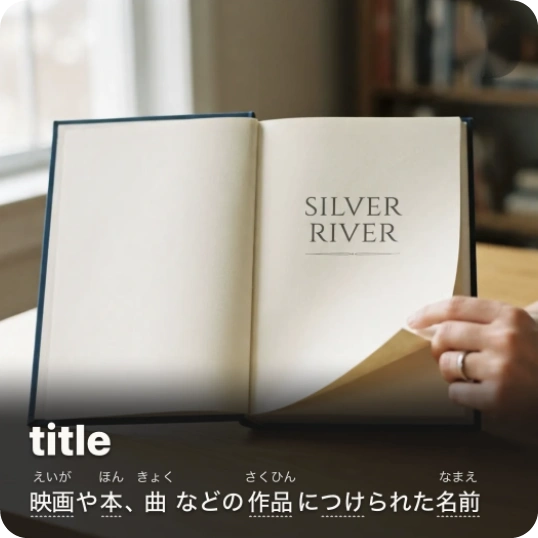 SILVER
RIVER
title
えいが ほん きょく さくひん なまえ
映画や本、曲などの作品につけられた名前